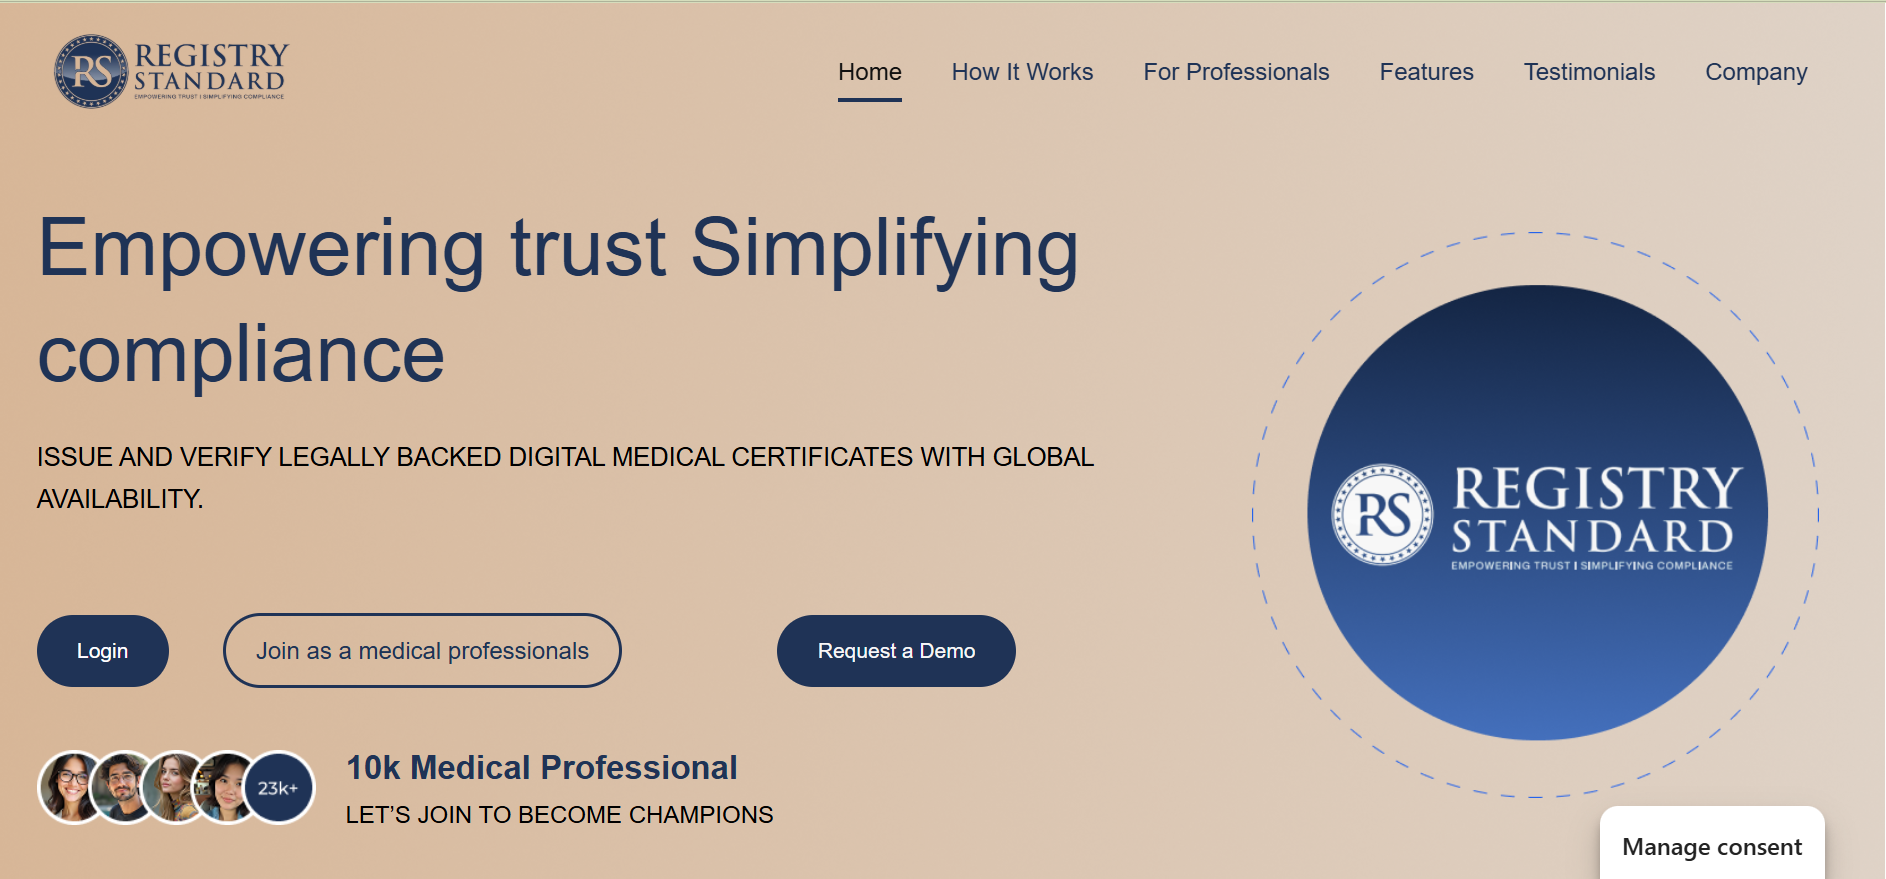 REGISTRY
STANDARD
EMPOWERING TRUST I SIMPLIFYING COMPLIANCE
Home How It Works For Professionals Features Testimonials Company
Empowering trust Simplifying
compliance
ISSUE AND VERIFY LEGALLY BACKED DIGITAL MEDICAL CERTIFICATES WITH GLOBAL
AVAILABILITY.
Login Join as a medical professionals Request a Demo
23k+
10k Medical Professional
LET’S JOIN TO BECOME CHAMPIONS
RS
REGISTRY
STANDARD
EMPOWERING TRUST I SIMPLIFYING COMPLIANCE
Manage consent